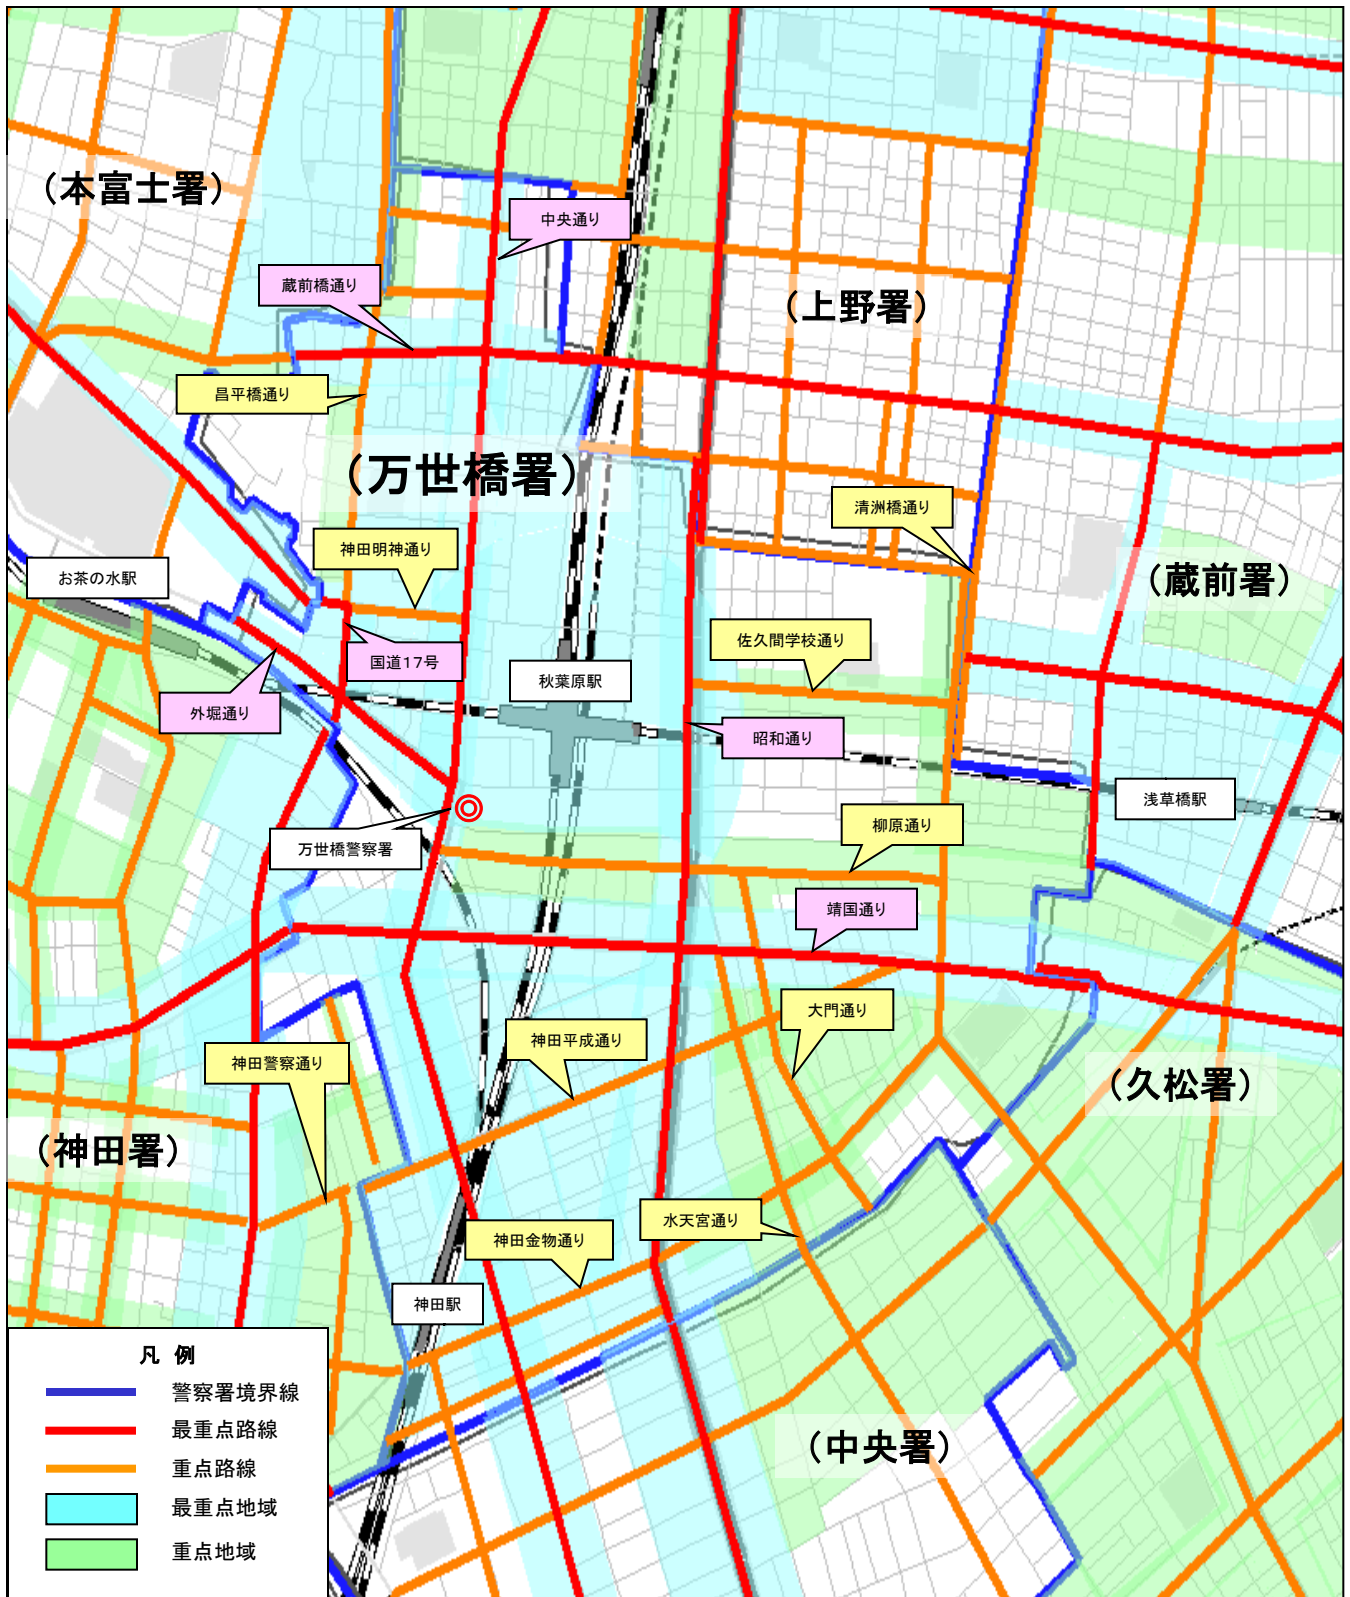 (本富士署)
中央通り
蔵前橋通り
(上野署)
昌平橋通り
(万世橋署)
清洲橋通り
神田明神通り
お茶の水駅
(蔵前署)
佐久間学校通り
国道17号
秋葉原駅
外堀通り
昭和通り
浅草橋駅
柳原通り
万世橋警察署
靖国通り
大門通り
神田平成通り
神田警察通り
(久松署)
(神田署)
水天宮通り
神田金物通り
神田駅
(中央署)
凡 例
警察署境界線
最重点路線
重点路線
最重点地域
重点地域